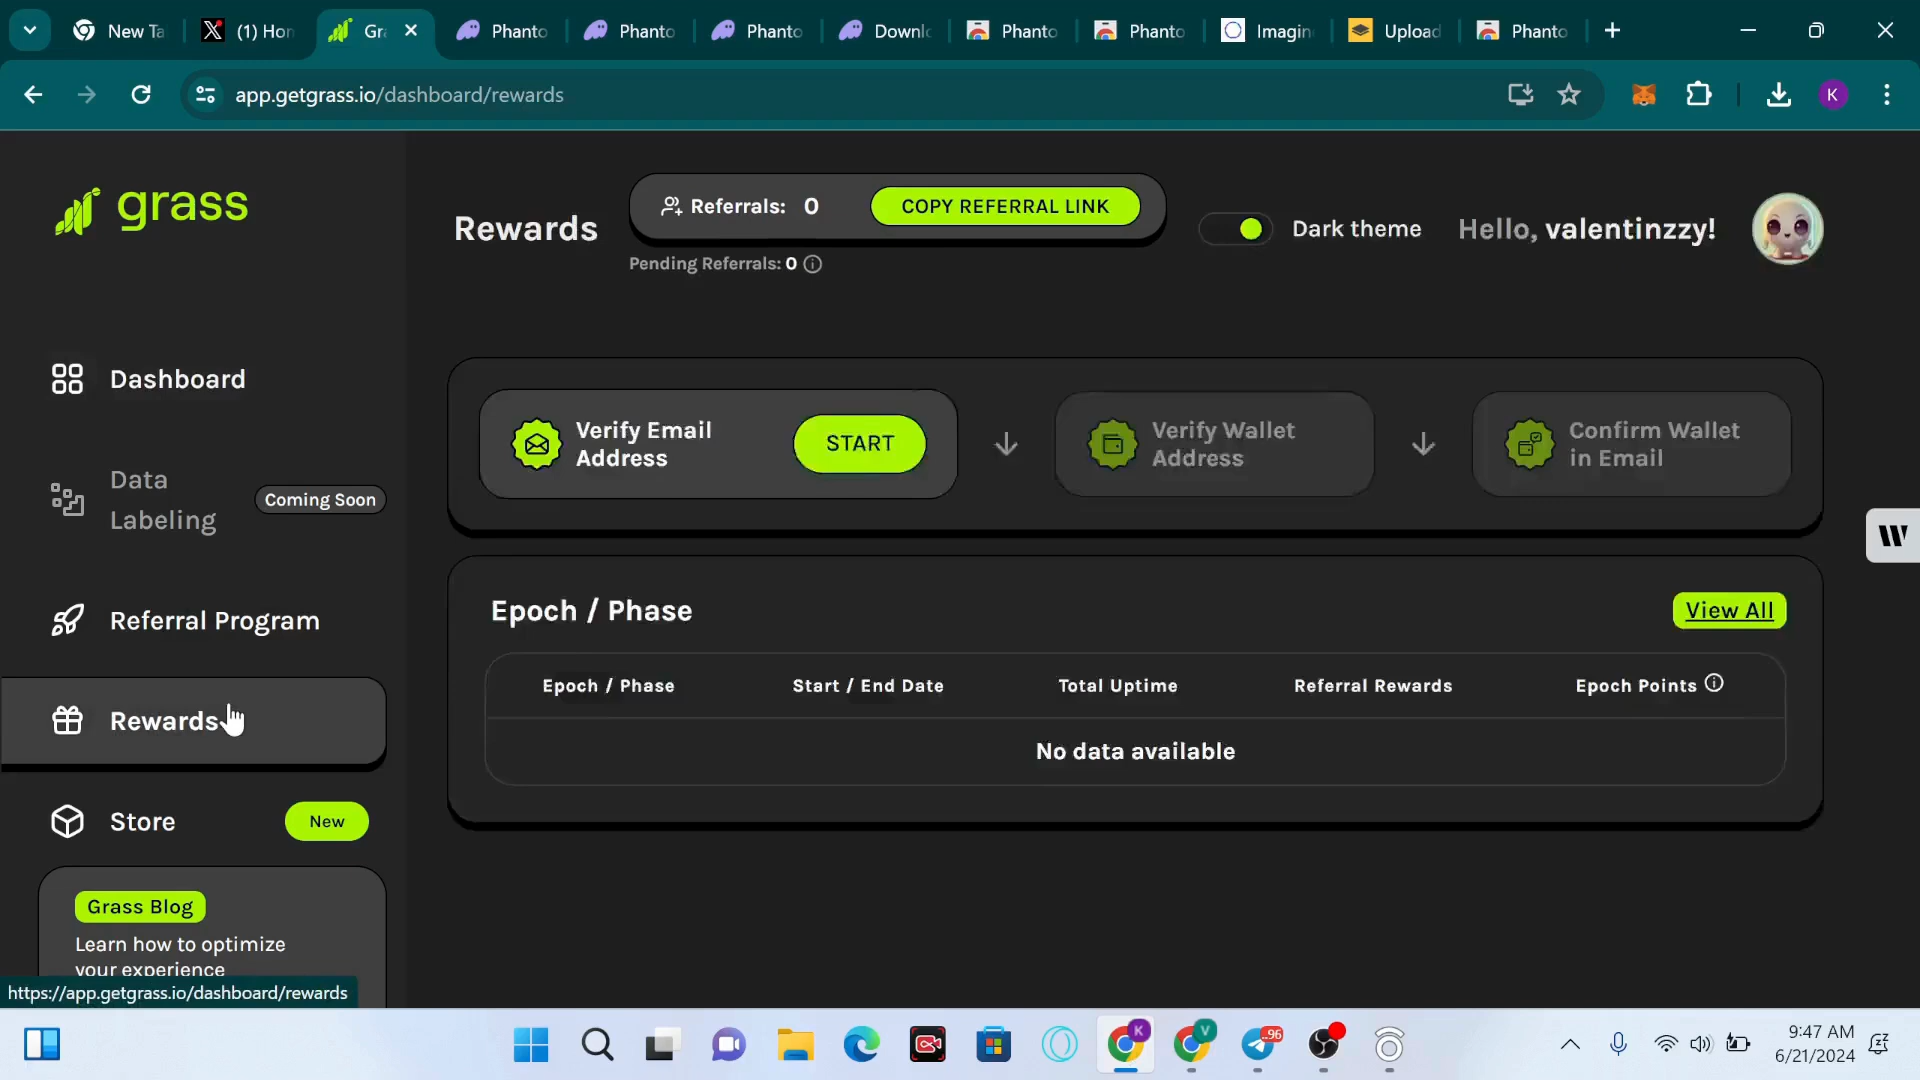 New Ta
(1) Hom
Gra
Phanto
Phanto
Phanto
Downlo
Phanto
Phanto
Imagin
Upload
Phanto
app.getgrass.io/dashboard/rewards
K
grass
Rewards
Referrals: 0
COPY REFERRAL LINK
Pending Referrals: 0
Dark theme
Hello, valentinzzy!
Dashboard
Data
Labeling
Coming Soon
Referral Program
Rewards
Store
New
Grass Blog
Learn how to optimize
your experience
Verify Email
Address
START
Verify Wallet
Address
Confirm Wallet
in Email
Epoch / Phase
View All
Epoch / Phase
Start / End Date
Total Uptime
Referral Rewards
Epoch Points
No data available
W
https://app.getgrass.io/dashboard/rewards
K
V
..96
9:47 AM
6/21/2024